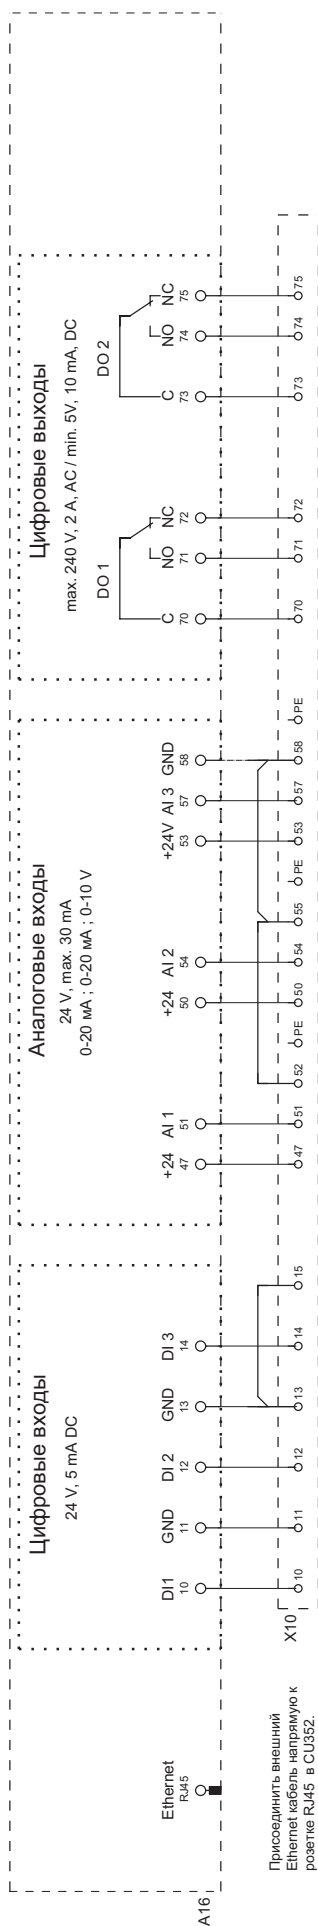 A16
Ethernet
RJ45
Цифровые входы
24 V, 5 mA DC
DI1 GND DI 2 GND DI 3
10 11 12 13 14
Аналоговые входы
24 V, max. 30 mA
0-20 мА ; 0-20 мА ; 0-10 V
+24 AI 1 +24 AI 2 +24V AI 3 GND
47 51 50 54 53 57 58
Цифровые выходы
max. 240 V, 2 A, AC / min. 5V, 10 mA, DC
DO 1 DO 2
C NO NC C NO NC
70 71 72 73 74 75
X10
10 11 12 13 14 15 47 51 52 PE 50 54 55 PE 53 57 58 PE 70 71 72 73 74 75
Присоединить внешний
Ethernet кабель напрямую к
розетке RJ45 в CU352.